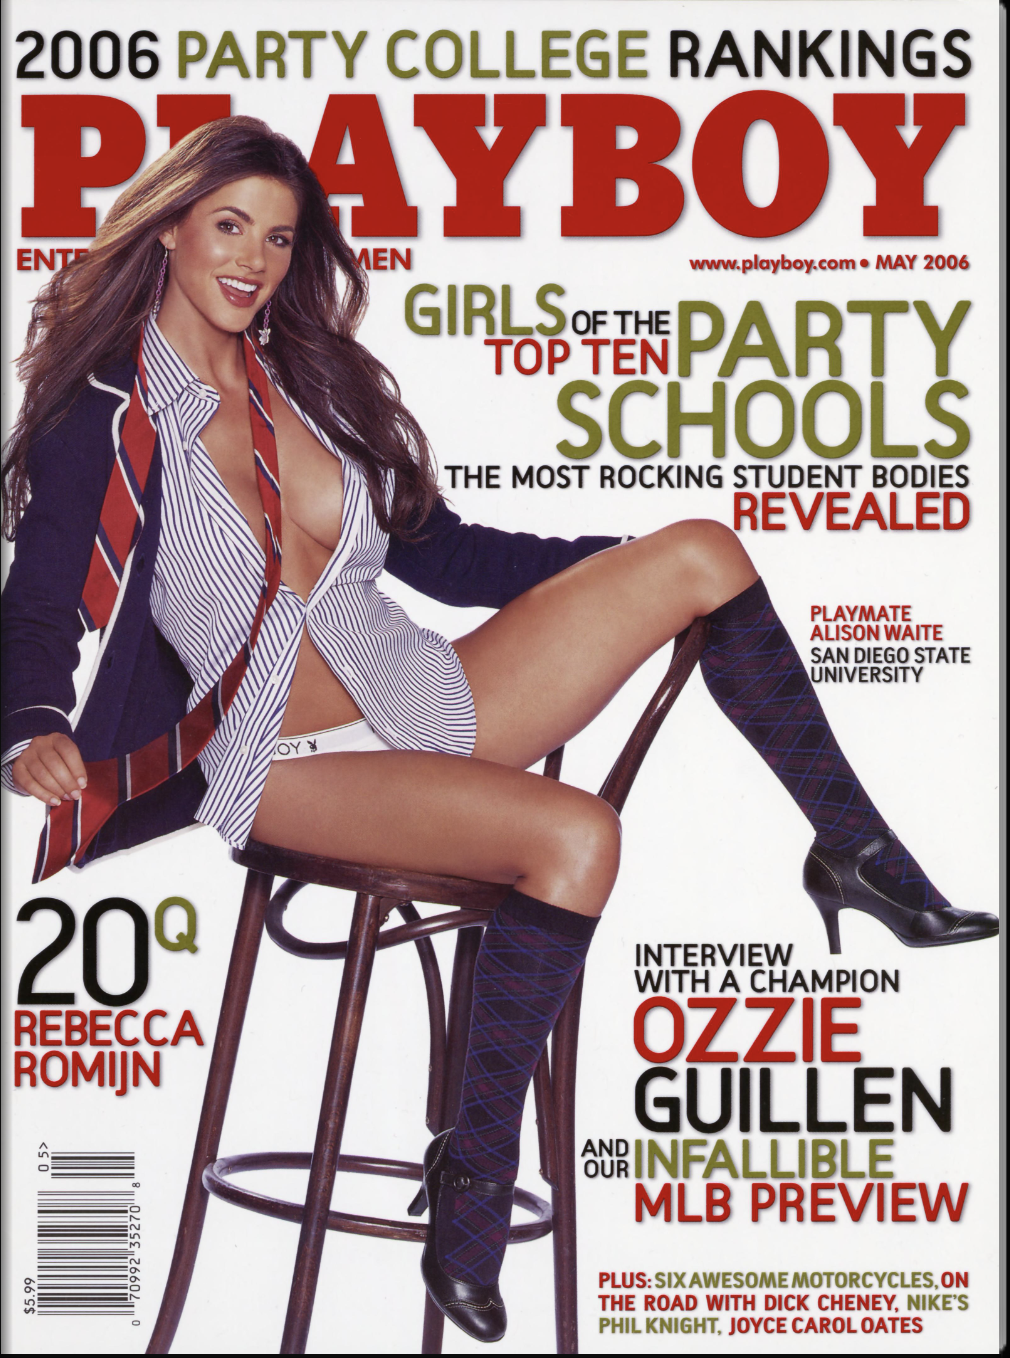 2006 PARTY COLLEGE RANKINGS
PLAYBOY
ENTE MEN
www.playboy.com • MAY 2006
GIRLS OF THE
TOP TEN PARTY
SCHOOLS
THE MOST ROCKING STUDENT BODIES
REVEALED
PLAYMATE
ALISON WAITE
SAN DIEGO STATE
UNIVERSITY
OY
20Q
REBECCA
ROMIJN
INTERVIEW
WITH A CHAMPION
OZZIE
GUILLEN
AND OUR INFALLIBLE
MLB PREVIEW
PLUS: SIX AWESOME MOTORCYCLES, ON
THE ROAD WITH DICK CHENEY, NIKE'S
PHIL KNIGHT, JOYCE CAROL OATES
$5.99
0 70992 35270 8
05>